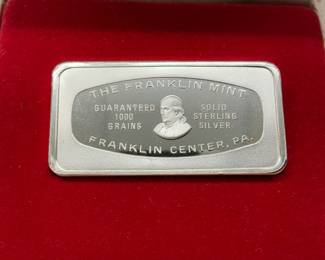 THE FRANKLIN MINT
GUARANTEED 1000 GRAINS
SOLID STERLING SILVER
FRANKLIN CENTER, PA.